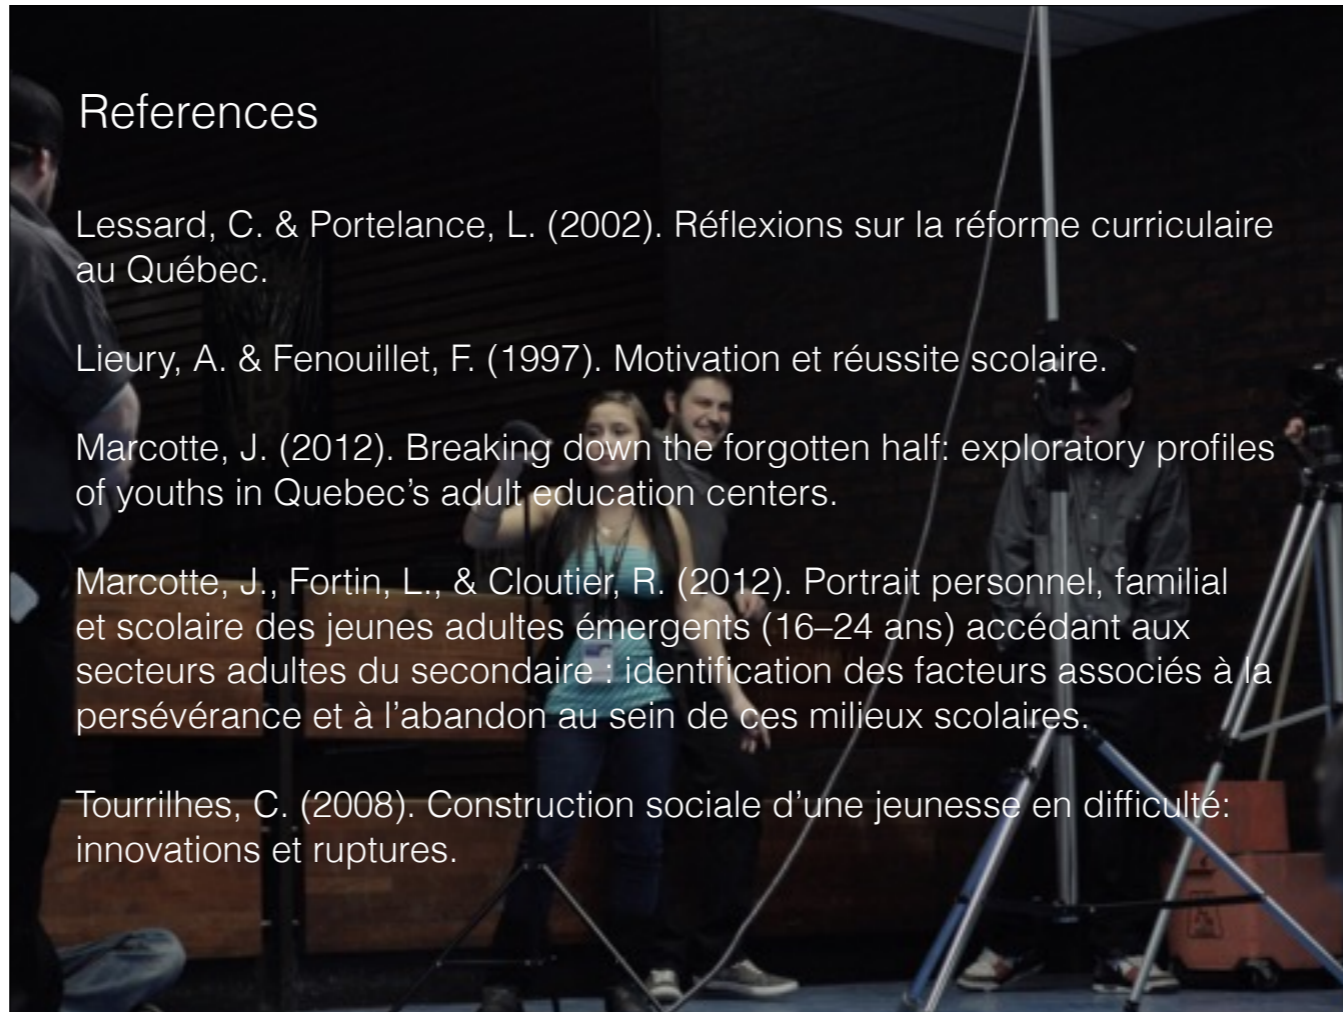 References
Lessard, C. & Portelance, L. (2002). Réflexions sur la réforme curriculaire
au Québec.
Lieury, A. & Fenouillet, F. (1997). Motivation et réussite scolaire.
Marcotte, J. (2012). Breaking down the forgotten half: exploratory profiles
of youths in Quebec’s adult education centers.
Marcotte, J., Fortin, L., & Cloutier, R. (2012). Portrait personnel, familial
et scolaire des jeunes adultes émergents (16–24 ans) accédant aux
secteurs adultes du secondaire : identification des facteurs associés à la
persévérance et à l’abandon au sein de ces milieux scolaires.
Tourrilhes, C. (2008). Construction sociale d’une jeunesse en difficulté:
innovations et ruptures.